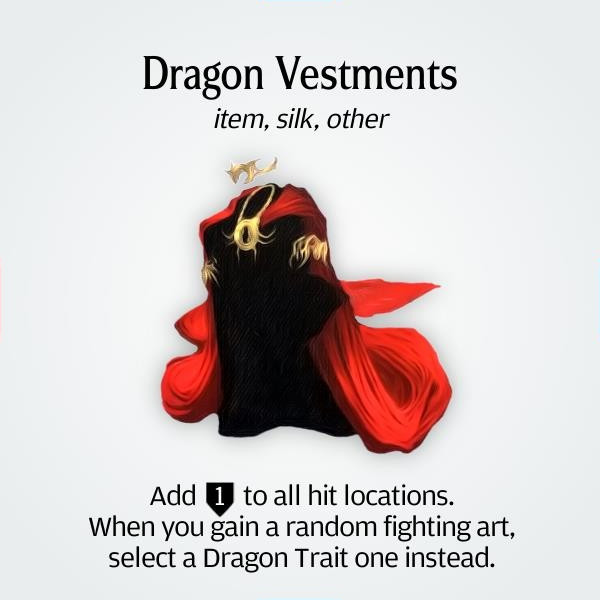 Dragon Vestments
item, silk, other
Add 1 to all hit locations.
When you gain a random fighting art,
select a Dragon Trait one instead.